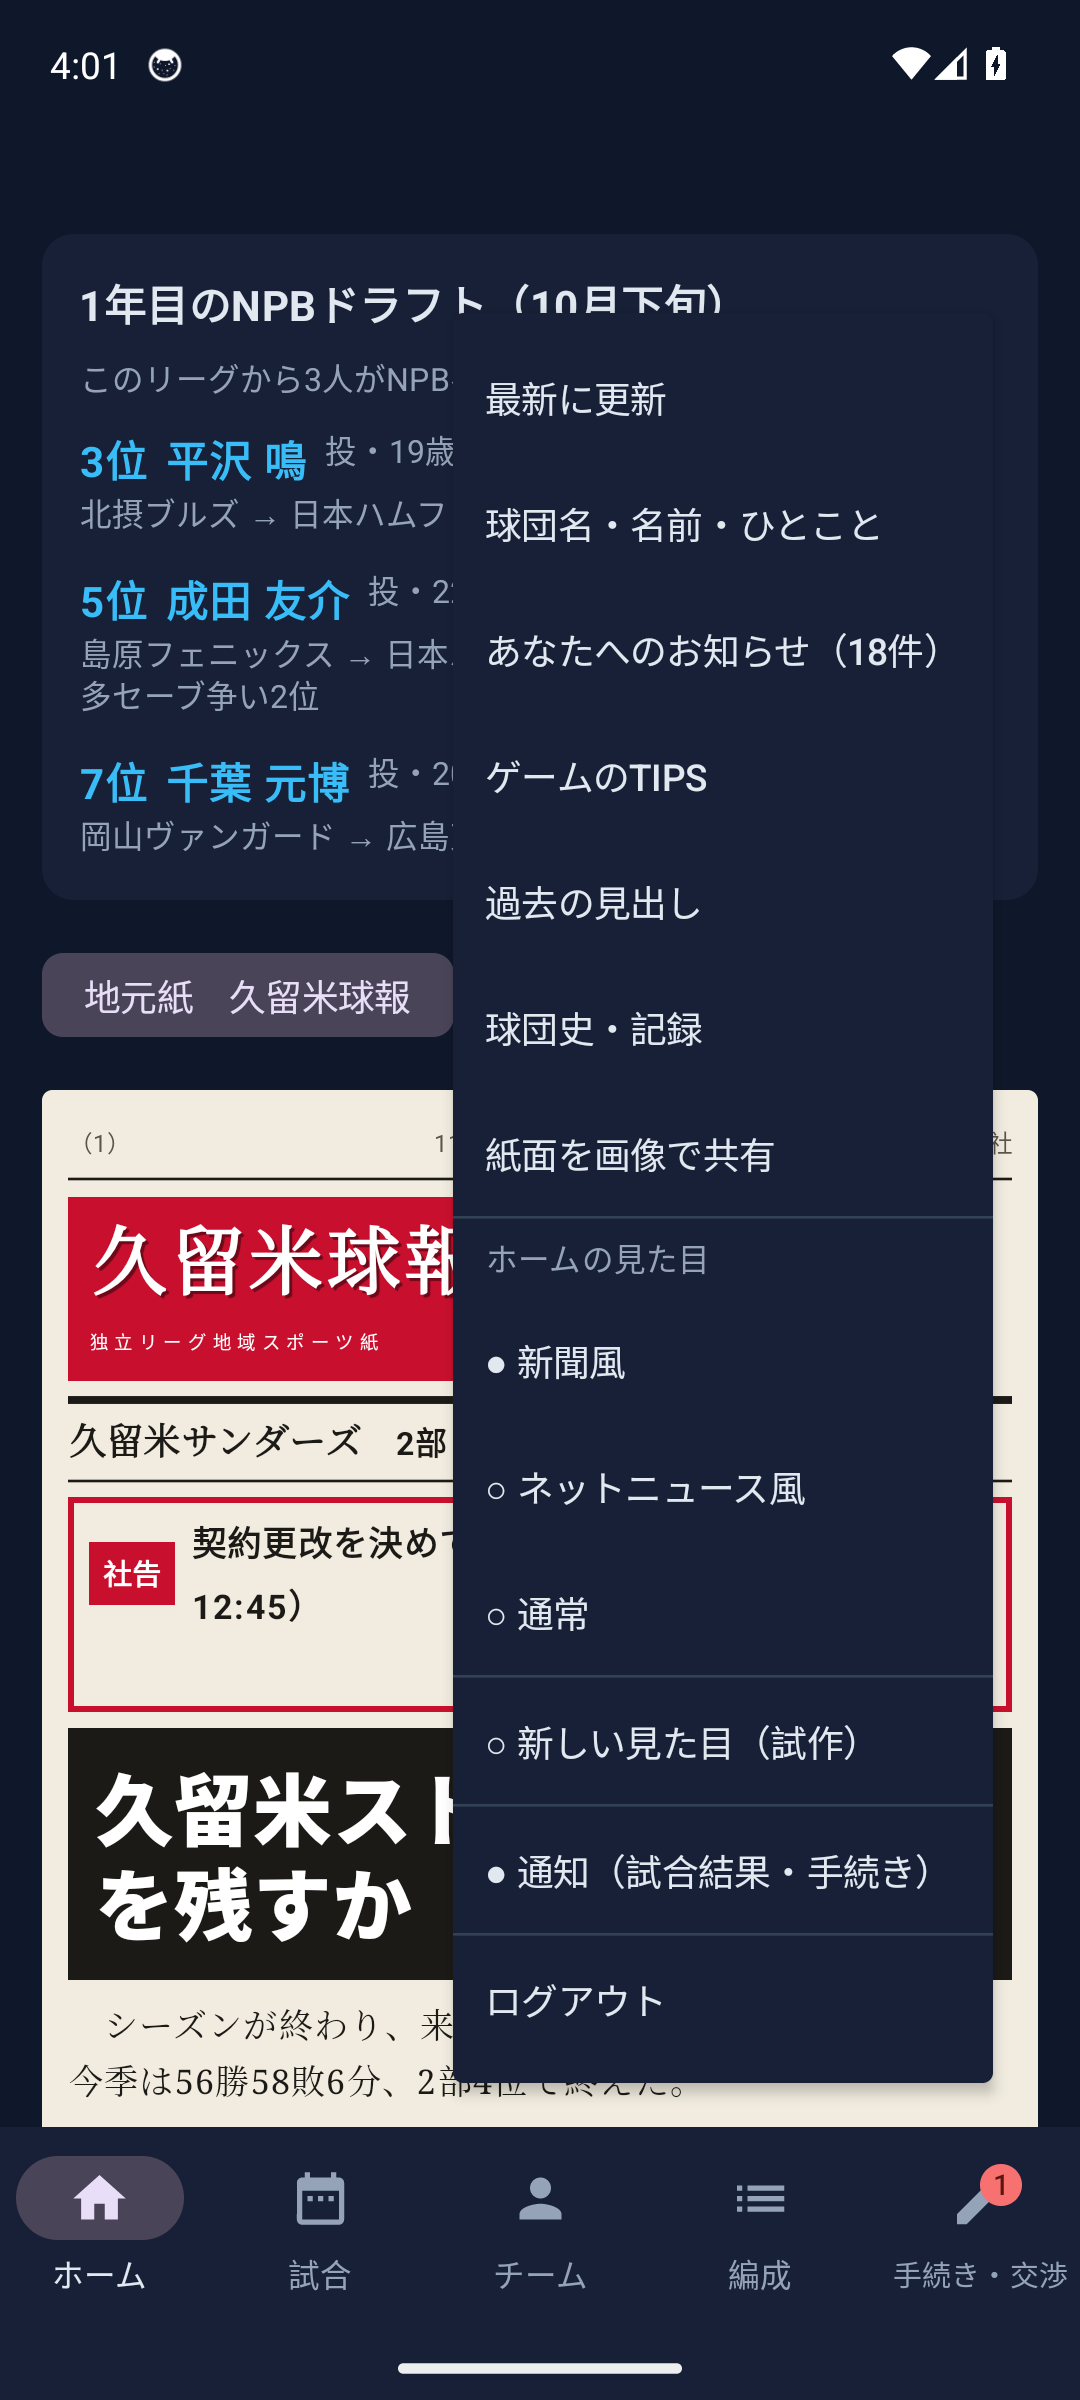 4:01
1年目のNPBドラフト（10月下旬）
このリーグから3人がNPB
3位 平沢 鳴 投・19歳
北摂ブルズ → 日本ハムフ
5位 成田 友介 投・2
島原フェニックス → 日本
多セーブ争い2位
7位 千葉 元博 投・2
岡山ヴァンガード → 広島
地元紙 久留米球報
（1） 社
久留米球報
独立リーグ地域スポーツ紙
久留米サンダーズ 2部
社告
契約更改を決めて
12:45）
久留米スト
を残すか
シーズンが終わり、来
今季は56勝58敗6分、2部4位で終えた。
最新に更新
球団名・名前・ひとこと
あなたへのお知らせ（18件）
ゲームのTIPS
過去の見出し
球団史・記録
紙面を画像で共有
ホームの見た目
● 新聞風
○ ネットニュース風
○ 通常
○ 新しい見た目（試作）
● 通知（試合結果・手続き）
ログアウト
1
ホーム 試合 チーム 編成 手続き・交渉